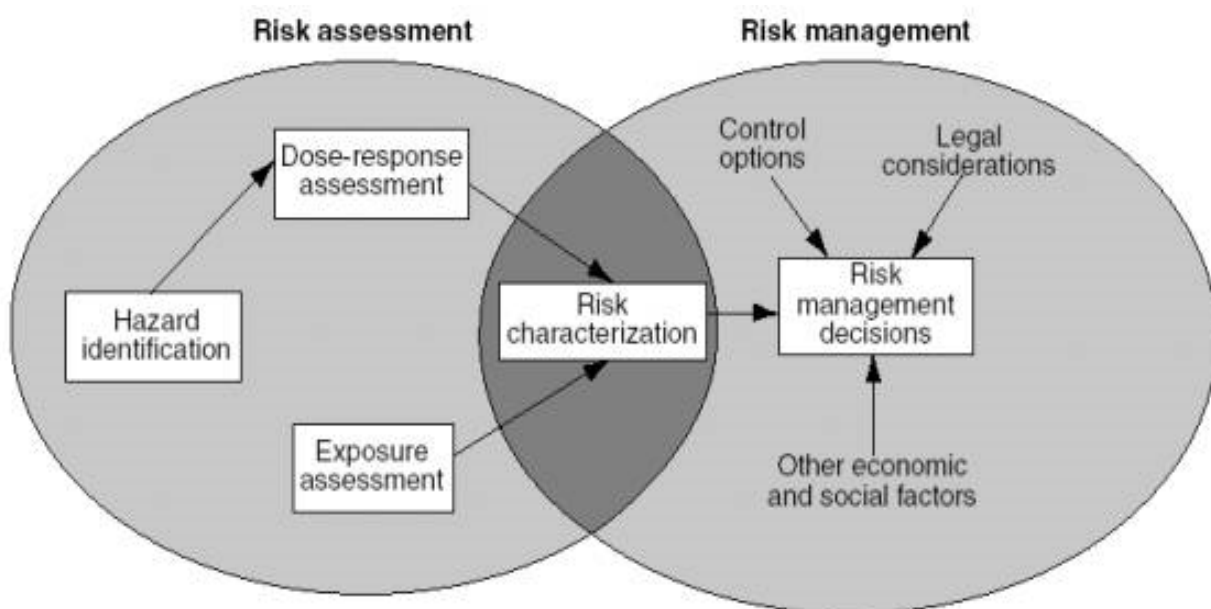 Risk assessment
Risk management
Dose-response
assessment
Control
options
Legal
considerations
Hazard
identification
Risk
characterization
Risk
management
decisions
Exposure
assessment
Other economic
and social factors